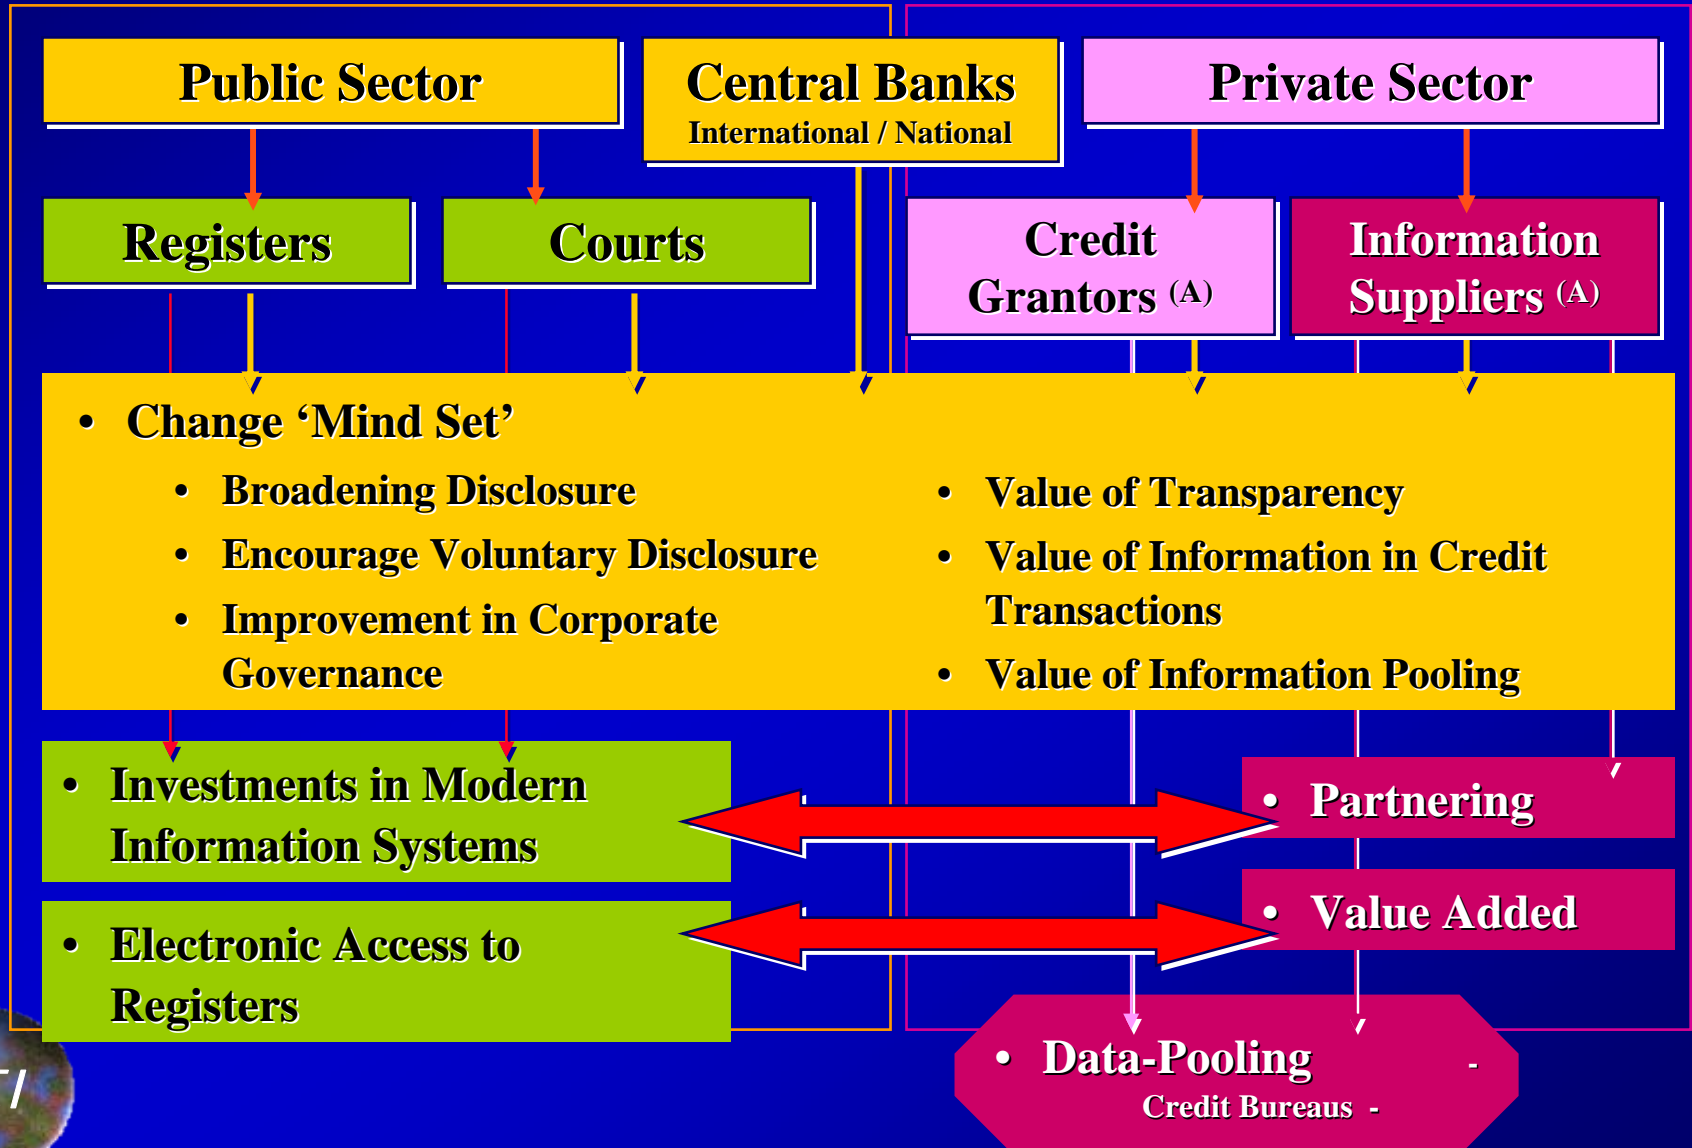 Public Sector
Central Banks
International / National
Private Sector
Registers
Courts
Credit
Grantors (A)
Information
Suppliers (A)
• Change ‘Mind Set’
• Broadening Disclosure
• Encourage Voluntary Disclosure
• Improvement in Corporate
Governance
• Value of Transparency
• Value of Information in Credit
Transactions
• Value of Information Pooling
• Investments in Modern
Information Systems
• Electronic Access to
Registers
• Partnering
• Value Added
• Data-Pooling -
Credit Bureaus -